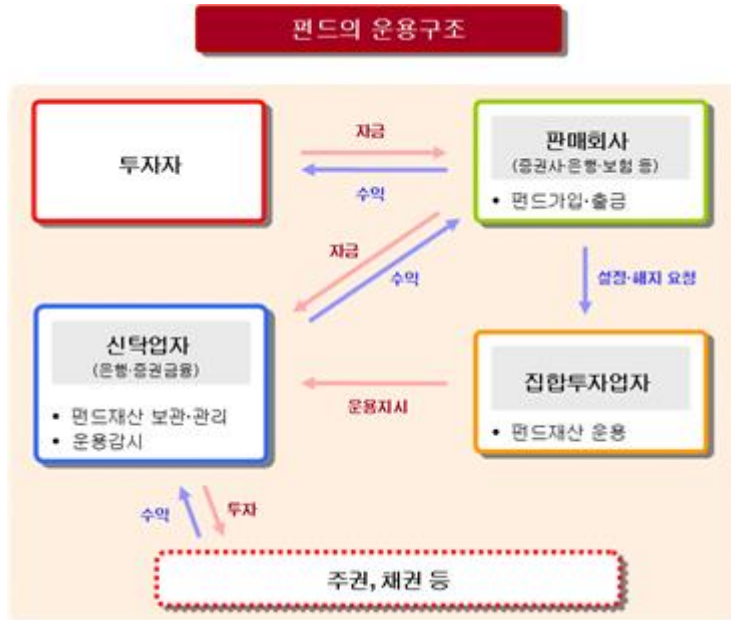 펀드의 운용구조
투자자
자금
수익
판매회사
(증권사·은행·보험 등)
• 펀드가입·출금
자금
수익
설정·해지 요청
신탁업자
(은행·증권금융)
• 펀드재산 보관·관리
• 운용감시
운용지시
집합투자업자
• 펀드재산 운용
수익
투자
주권, 채권 등